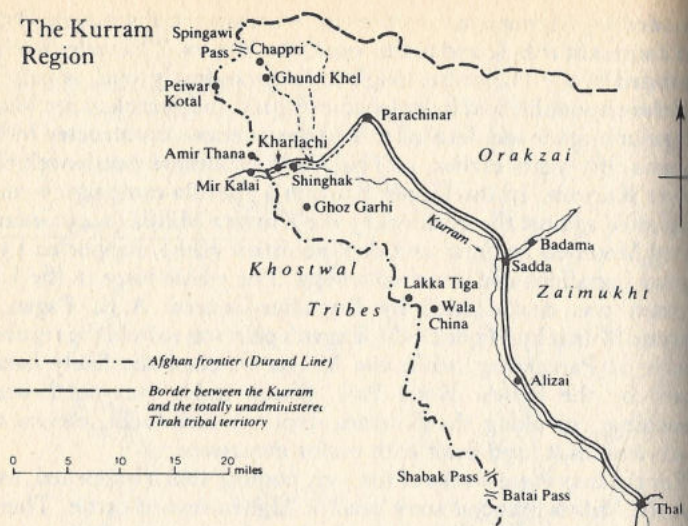 The Kurram
Region
Spingawi
Pass
Chappri
Ghundi Khel
Peiwar
Kotal
Parachinar
Kharlachi
Amir Thana
Orakzai
Mir Kalai
Shinghak
Ghoz Garhi
Kurram
Badama
Khostwal
Sadda
Lakka Tiga
Zaimukht
Tribes
Wala
China
Afghan frontier (Durand Line)
Alizai
Border between the Kurram
and the totally unadministered
Tirah tribal territory
0 5 10 15 20
miles
Shabak Pass
Batai Pass
Thal